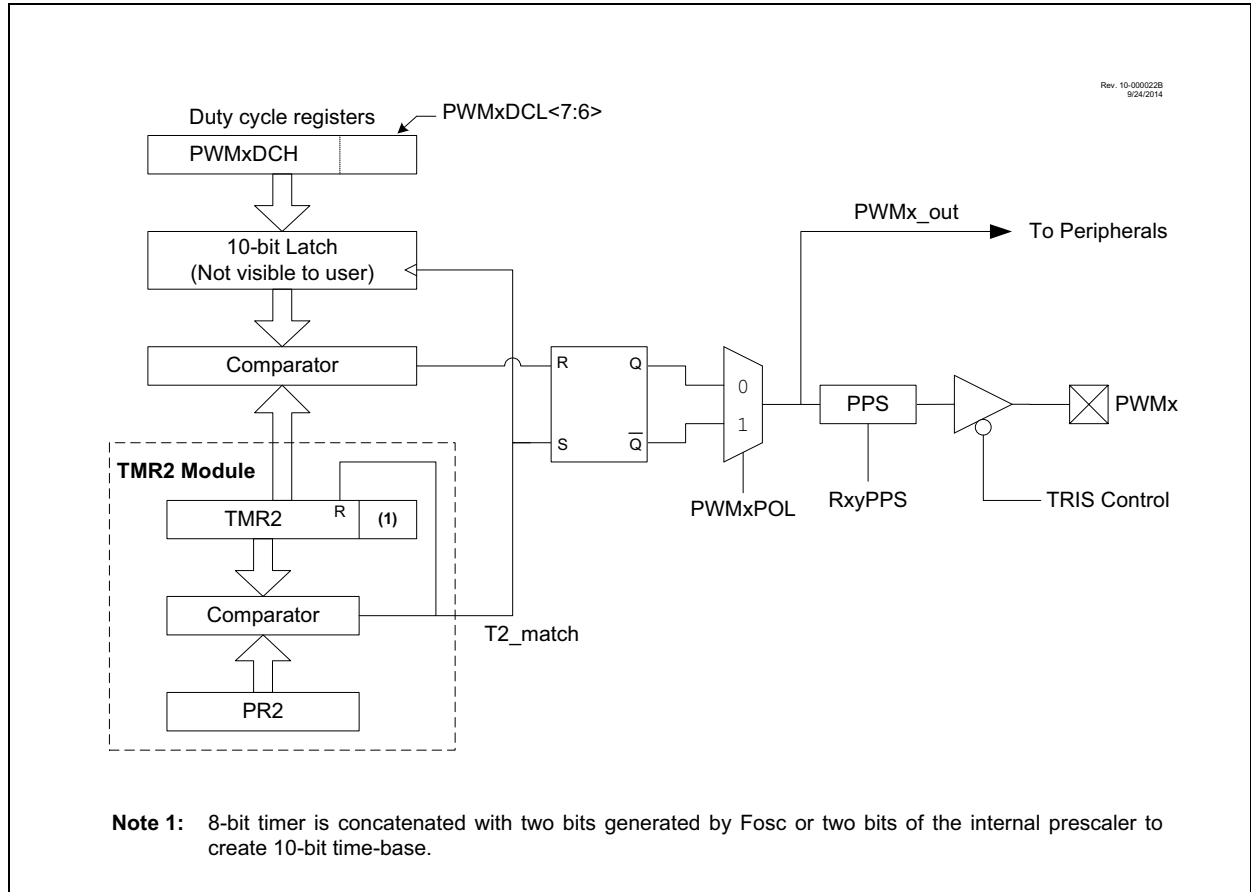 Rev. 10-000022B
9/24/2014
Duty cycle registers
PWMxDCL<7:6>
PWMxDCH
10-bit Latch
(Not visible to user)
Comparator
PWMx_out
To Peripherals
R
Q
S
Q̅
0
1
PPS
PWMx
PWMxPOL
RxyPPS
TRIS Control
TMR2 Module
TMR2
R
(1)
Comparator
T2_match
PR2
Note 1: 8-bit timer is concatenated with two bits generated by Fosc or two bits of the internal prescaler to
create 10-bit time-base.